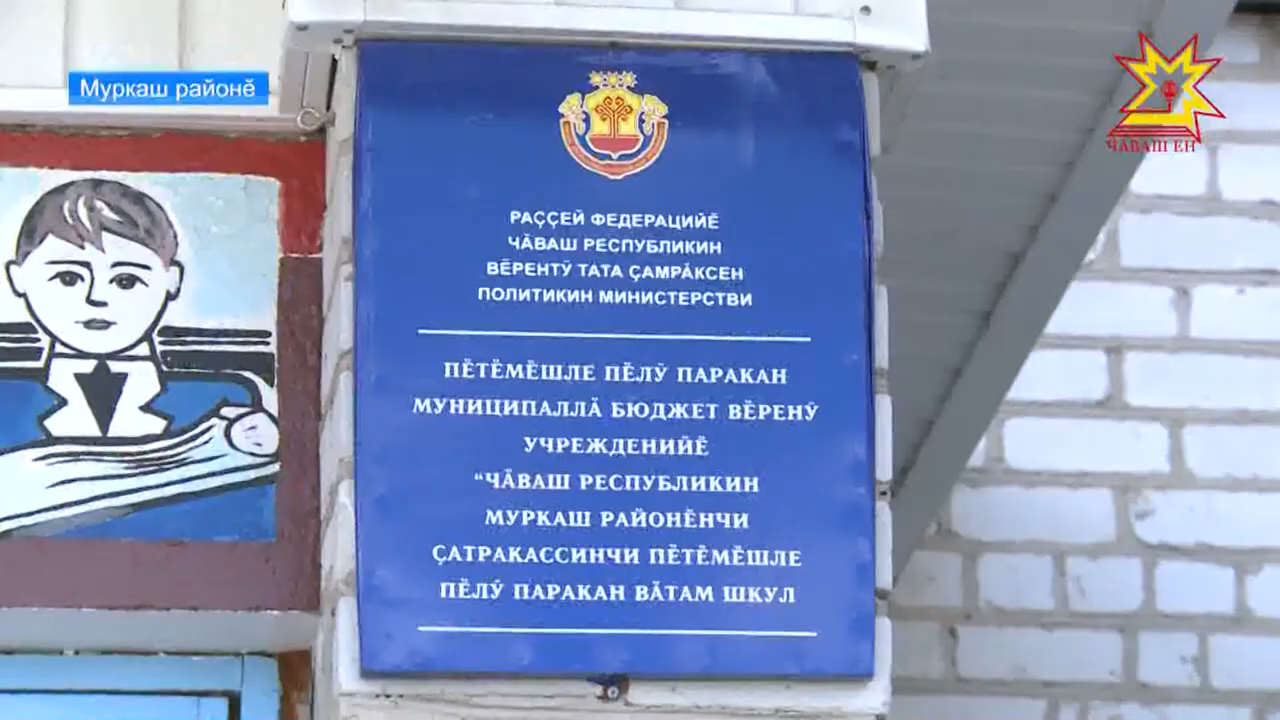 Муркаш районӗ
ЧӐВАШ ЕН
РАҪҪЕЙ ФЕДЕРАЦИЙӖ
ЧӐВАШ РЕСПУБЛИКИН
ВӖРЕНТӲ ТАТА ҪАМРӐКСЕН
ПОЛИТИКИН МИНИСТЕРСТВИ
ПӖТӖМӖШЛЕ ПӖЛӲ ПАРАКАН
МУНИЦИПАЛЛӐ БЮДЖЕТ ВӖРЕНӲ
УЧРЕЖДЕНИЙӖ
“ЧӐВАШ РЕСПУБЛИКИН
МУРКАШ РАЙОНӖНЧИ
ҪАТРАКАССИНЧИ ПӖТӖМӖШЛЕ
ПӖЛӲ ПАРАКАН ВӐТАМ ШКУЛ